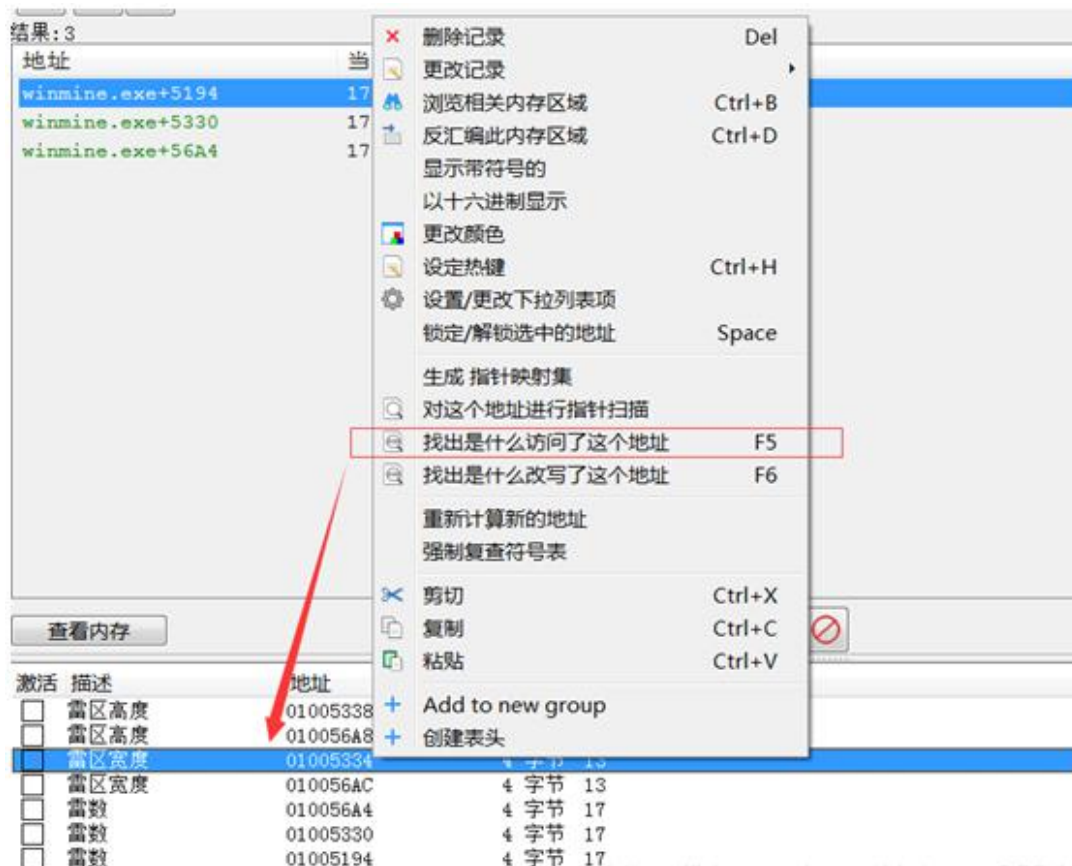 结果:3
地址 当
winmine.exe+5194 17
winmine.exe+5330 17
winmine.exe+56A4 17
删除记录 Del
更改记录
浏览相关内存区域 Ctrl+B
反汇编此内存区域 Ctrl+D
显示带符号的
以十六进制显示
更改颜色
设定热键 Ctrl+H
设置/更改下拉列表项
锁定/解锁选中的地址 Space
生成 指针映射集
对这个地址进行指针扫描
找出是什么访问了这个地址 F5
找出是什么改写了这个地址 F6
重新计算新的地址
强制复查符号表
剪切 Ctrl+X
复制 Ctrl+C
粘贴 Ctrl+V
Add to new group
创建表头
查看内存
激活 描述 地址
雷区高度 01005338
雷区高度 010056A8
雷区宽度 01005334 4 字节 13
雷区宽度 010056AC 4 字节 13
雷数 010056A4 4 字节 17
雷数 01005330 4 字节 17
雷数 01005194 4 字节 17